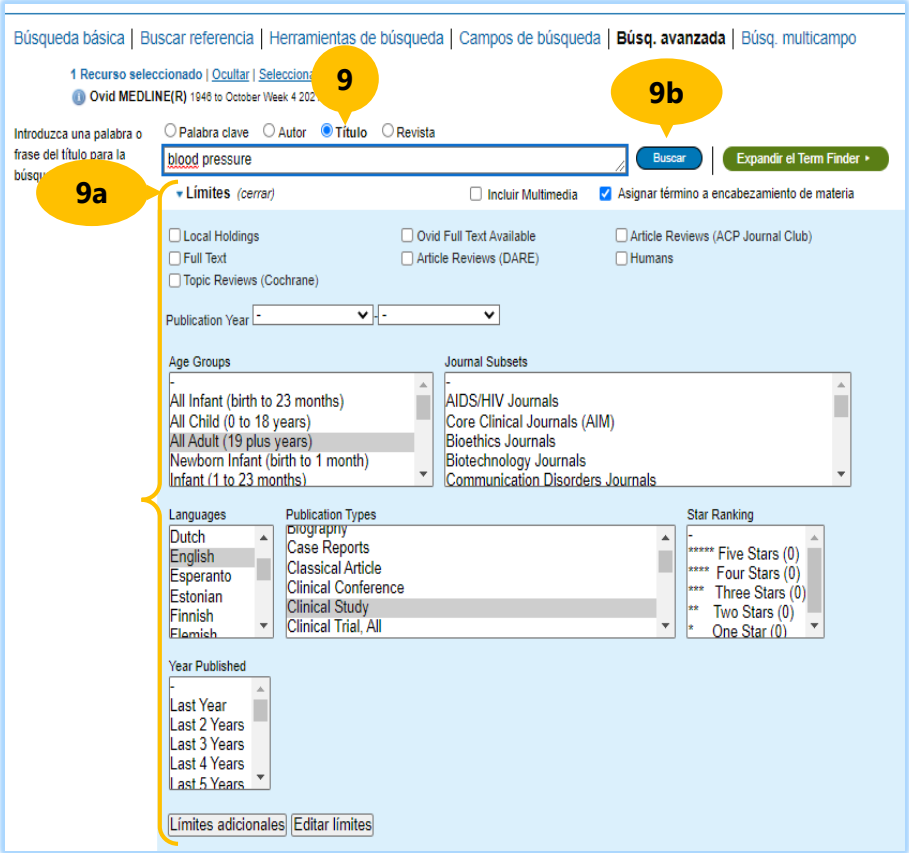 Búsqueda básica | Buscar referencia | Herramientas de búsqueda | Campos de búsqueda | Búsq. avanzada | Búsq. multicampo
1 Recurso seleccionado | Ocultar |
9
9b
Ovid MEDLINE(R) 1946 to October Week 4
Introduzca una palabra o
frase del título para la
Palabra clave Autor Título Revista
blood pressure
Buscar
Expandir el Term Finder
9a
Límites (cerrar)
Incluir Multimedia
Asignar término a encabezamiento de materia
Local Holdings
Ovid Full Text Available
Article Reviews (ACP Journal Club)
Full Text
Article Reviews (DARE)
Humans
Topic Reviews (Cochrane)
Publication Year - - -
Age Groups
-
All Infant (birth to 23 months)
All Child (0 to 18 years)
All Adult (19 plus years)
Newborn Infant (birth to 1 month)
Infant (1 to 23 months)
Journal Subsets
-
AIDS/HIV Journals
Core Clinical Journals (AIM)
Bioethics Journals
Biotechnology Journals
Communication Disorders Journals
Languages
Dutch
English
Esperanto
Estonian
Finnish
Flemish
Publication Types
Biography
Case Reports
Classical Article
Clinical Conference
Clinical Study
Clinical Trial, All
Star Ranking
-
***** Five Stars (0)
**** Four Stars (0)
*** Three Stars (0)
** Two Stars (0)
* One Star (0)
Year Published
-
Last Year
Last 2 Years
Last 3 Years
Last 4 Years
Last 5 Years
Límites adicionales
Editar límites